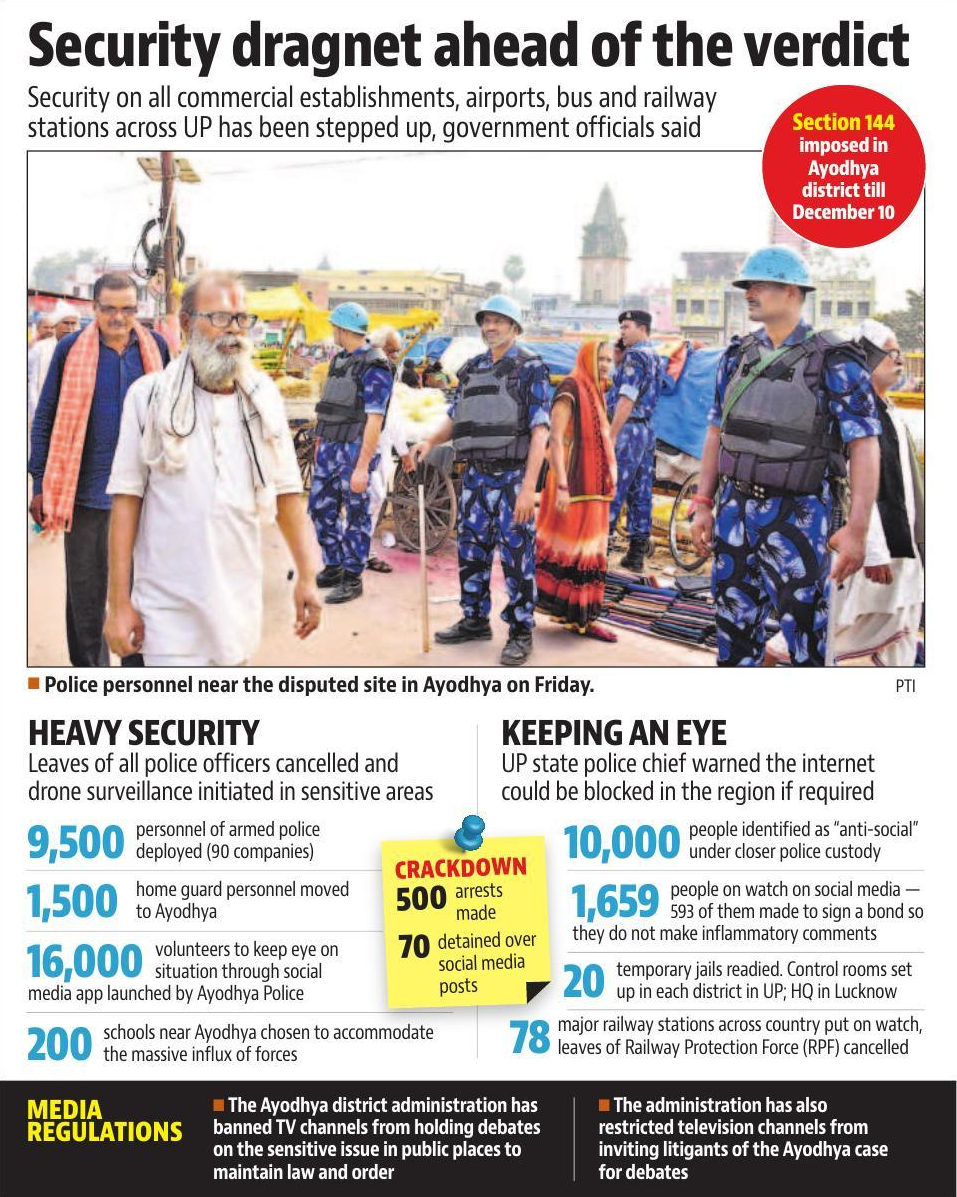 Security dragnet ahead of the verdict
Security on all commercial establishments, airports, bus and railway
stations across UP has been stepped up, government officials said
Section 144
imposed in
Ayodhya
district till
December 10
■ Police personnel near the disputed site in Ayodhya on Friday.
PTI
HEAVY SECURITY
Leaves of all police officers cancelled and
drone surveillance initiated in sensitive areas
9,500 personnel of armed police
deployed (90 companies)
1,500 home guard personnel moved
to Ayodhya
16,000 volunteers to keep eye on
situation through social
media app launched by Ayodhya Police
200 schools near Ayodhya chosen to accommodate
the massive influx of forces
CRACKDOWN
500 arrests
made
70 detained over
social media
posts
KEEPING AN EYE
UP state police chief warned the internet
could be blocked in the region if required
10,000 people identified as “anti-social”
under closer police custody
1,659 people on watch on social media —
593 of them made to sign a bond so
they do not make inflammatory comments
20 temporary jails readied. Control rooms set
up in each district in UP; HQ in Lucknow
78 major railway stations across country put on watch,
leaves of Railway Protection Force (RPF) cancelled
MEDIA
REGULATIONS
■ The Ayodhya district administration has
banned TV channels from holding debates
on the sensitive issue in public places to
maintain law and order
■ The administration has also
restricted television channels from
inviting litigants of the Ayodhya case
for debates